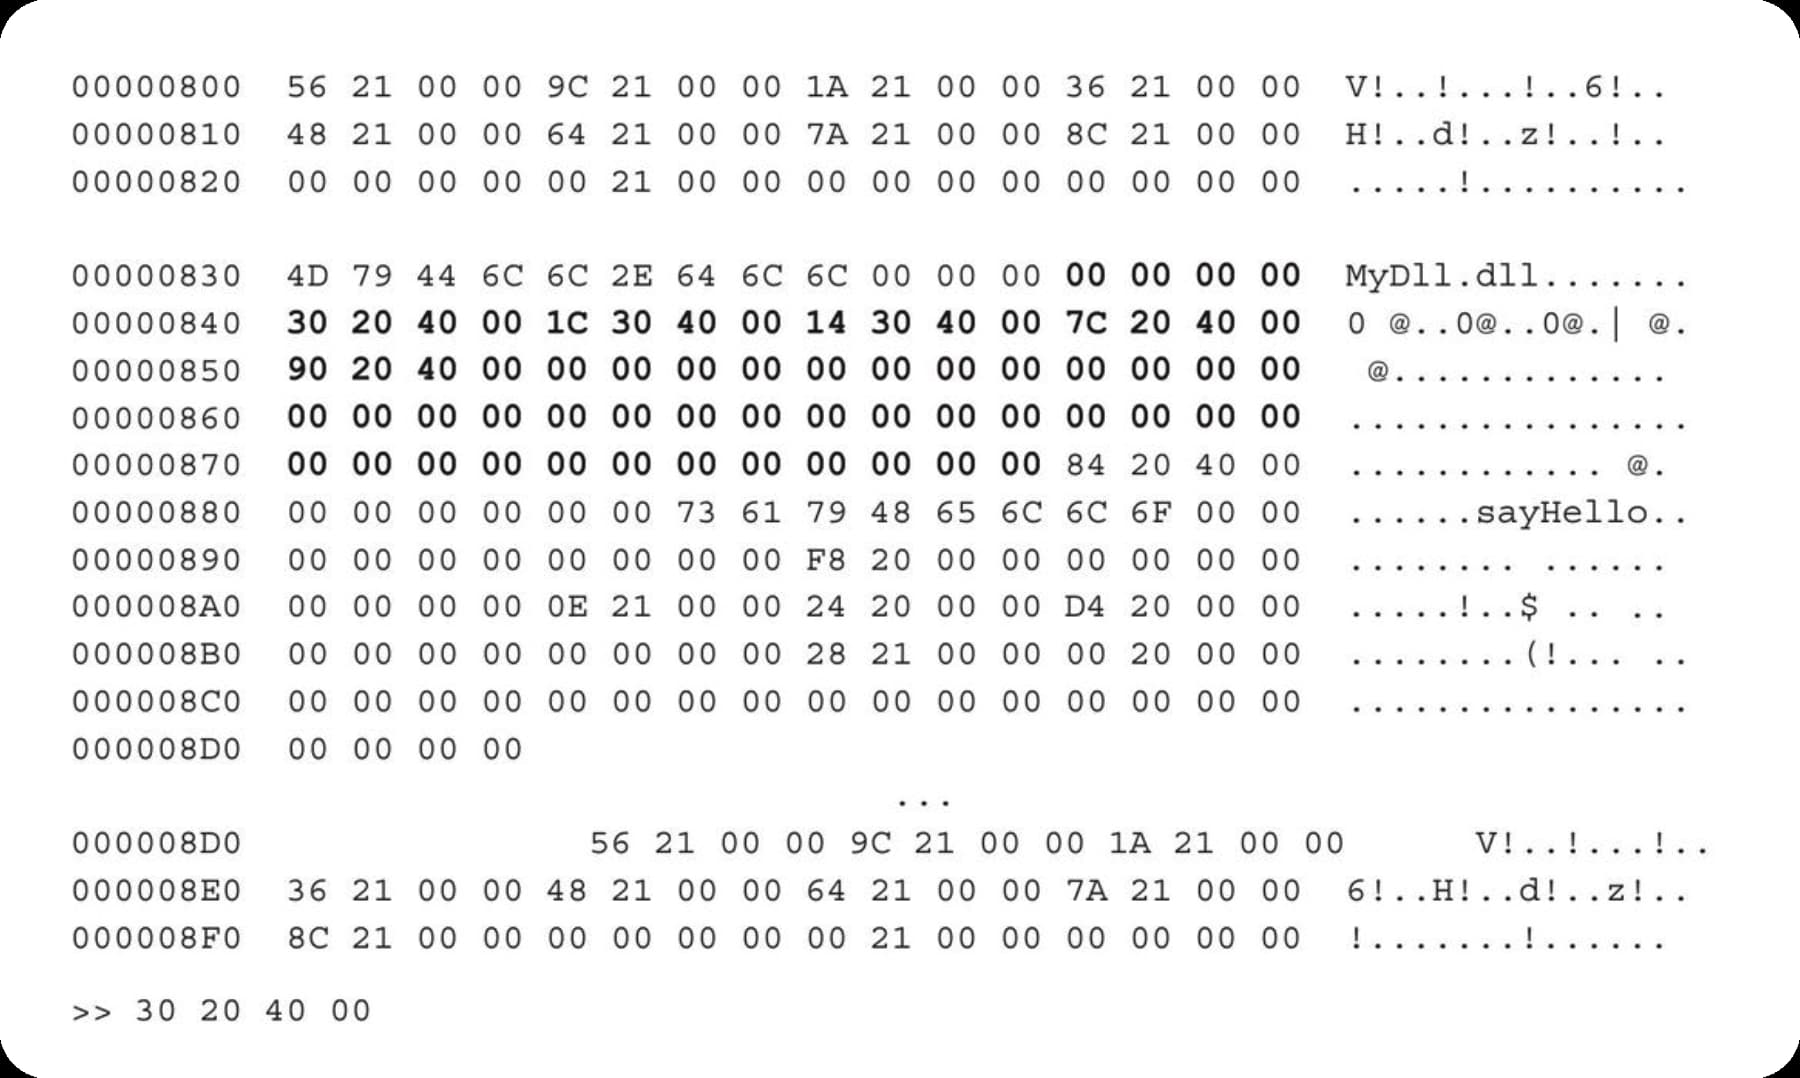 00000800 56 21 00 00 9C 21 00 00 1A 21 00 00 36 21 00 00 V!..!...!..6!..
00000810 48 21 00 00 64 21 00 00 7A 21 00 00 8C 21 00 00 H!..d!..z!..!..
00000820 00 00 00 00 00 21 00 00 00 00 00 00 00 00 00 00 .....!..........
00000830 4D 79 44 6C 6C 2E 64 6C 6C 00 00 00 00 00 00 00 MyDll.dll.......
00000840 30 20 40 00 1C 30 40 00 14 30 40 00 7C 20 40 00 0 @..0@..0@.| @.
00000850 90 20 40 00 00 00 00 00 00 00 00 00 00 00 00 00 @.............
00000860 00 00 00 00 00 00 00 00 00 00 00 00 00 00 00 00 ................
00000870 00 00 00 00 00 00 00 00 00 00 00 00 84 20 40 00 ............ @.
00000880 00 00 00 00 00 00 73 61 79 48 65 6C 6C 6F 00 00 ......sayHello..
00000890 00 00 00 00 00 00 00 00 F8 20 00 00 00 00 00 00 ........ ......
000008A0 00 00 00 00 0E 21 00 00 24 20 00 00 D4 20 00 00 .....!..$ .. ..
000008B0 00 00 00 00 00 00 00 00 28 21 00 00 00 20 00 00 ........(!... ..
000008C0 00 00 00 00 00 00 00 00 00 00 00 00 00 00 00 00 ................
000008D0 00 00 00 00
...
000008D0 56 21 00 00 9C 21 00 00 1A 21 00 00 V!..!...!..
000008E0 36 21 00 00 48 21 00 00 64 21 00 00 7A 21 00 00 6!..H!..d!..z!..
000008F0 8C 21 00 00 00 00 00 00 00 21 00 00 00 00 00 00 !.......!......
>> 30 20 40 00